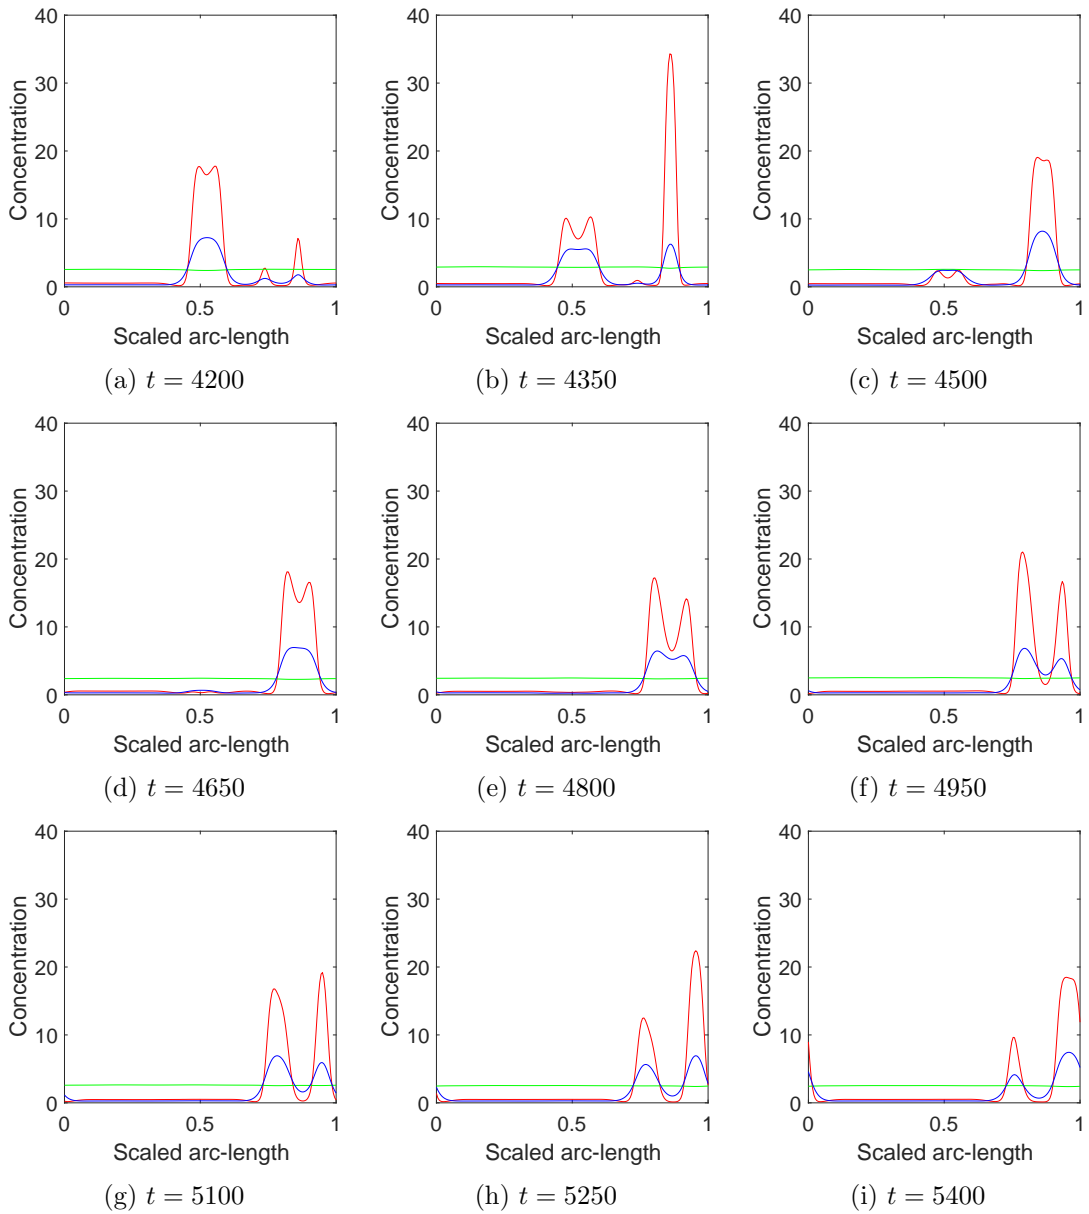 40
30
20
10
0
Concentration
0 0.5 1
Scaled arc-length
(a) t = 4200
40
30
20
10
0
Concentration
0 0.5 1
Scaled arc-length
(b) t = 4350
40
30
20
10
0
Concentration
0 0.5 1
Scaled arc-length
(c) t = 4500
40
30
20
10
0
Concentration
0 0.5 1
Scaled arc-length
(d) t = 4650
40
30
20
10
0
Concentration
0 0.5 1
Scaled arc-length
(e) t = 4800
40
30
20
10
0
Concentration
0 0.5 1
Scaled arc-length
(f) t = 4950
40
30
20
10
0
Concentration
0 0.5 1
Scaled arc-length
(g) t = 5100
40
30
20
10
0
Concentration
0 0.5 1
Scaled arc-length
(h) t = 5250
40
30
20
10
0
Concentration
0 0.5 1
Scaled arc-length
(i) t = 5400